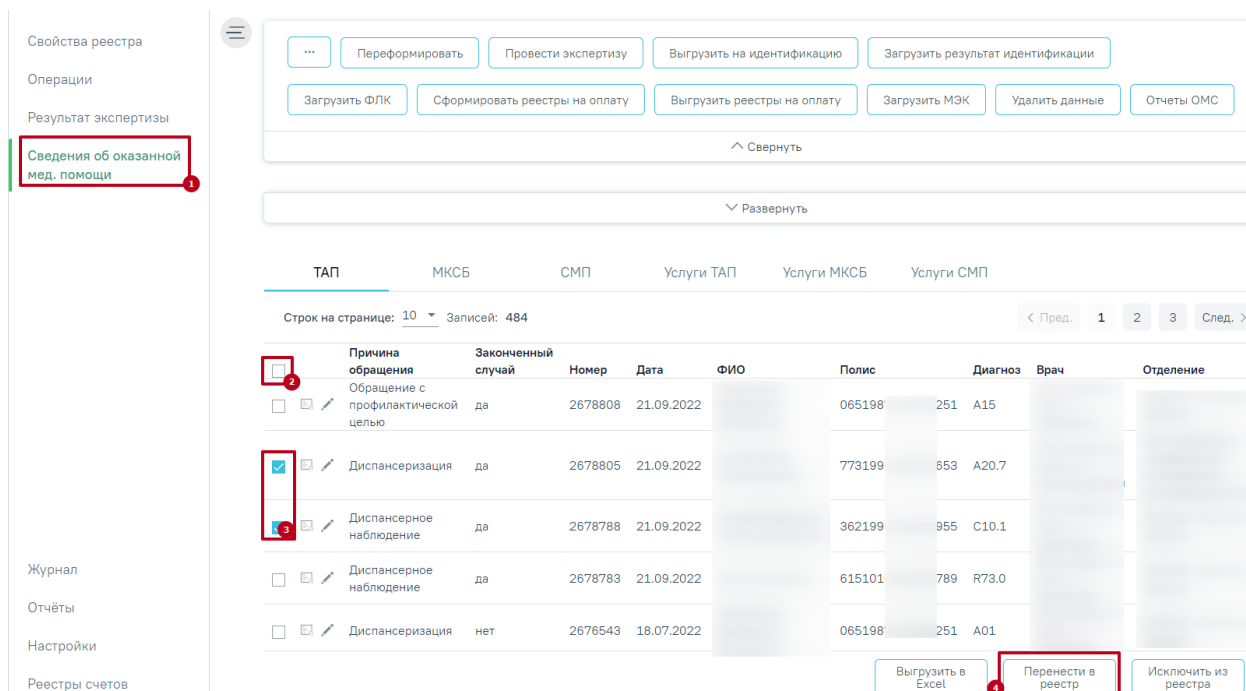 Свойства реестра
Операции
Результат экспертизы
Сведения об оказанной
мед. помощи
1
Журнал
Отчёты
Настройки
Реестры счетов
... Переформировать Провести экспертизу Выгрузить на идентификацию Загрузить результат идентификации
Загрузить ФЛК Сформировать реестры на оплату Выгрузить реестры на оплату Загрузить МЭК Удалить данные Отчеты ОМС
Свернуть
Развернуть
ТАП МКСБ СМП Услуги ТАП Услуги МКСБ Услуги СМП
Строк на странице: 10 Записей: 484 < Пред. 1 2 3 След. >
Причина
обращения
Законченный
случай
Номер Дата ФИО Полис Диагноз Врач Отделение
2
Обращение с
профилактической
целью
да 2678808 21.09.2022 065198 251 A15
Диспансеризация да 2678805 21.09.2022 773199 653 A20.7
3
Диспансерное
наблюдение
да 2678788 21.09.2022 362199 955 C10.1
Диспансерное
наблюдение
да 2678783 21.09.2022 615101 789 R73.0
Диспансеризация нет 2676543 18.07.2022 065198 251 A01
Выгрузить в
Excel
4
Перенести в
реестр
Исключить из
реестра